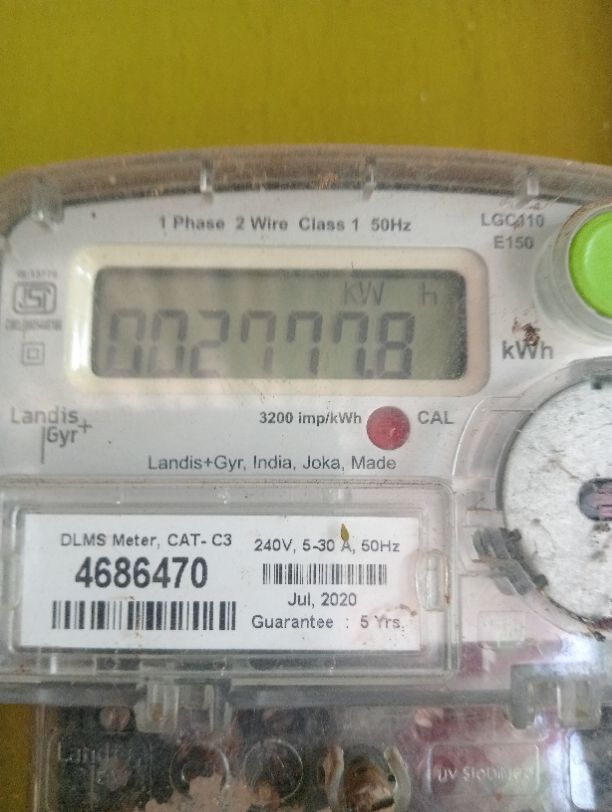 1 Phase 2 Wire Class 1 50Hz
LGC110
E150
KW h
002777.8
kWh
Landis
Gyr+
3200 imp/kWh
CAL
Landis+Gyr, India, Joka, Made
DLMS Meter, CAT- C3
240V, 5-30 A, 50Hz
4686470
Jul, 2020
Guarantee : 5 Yrs.